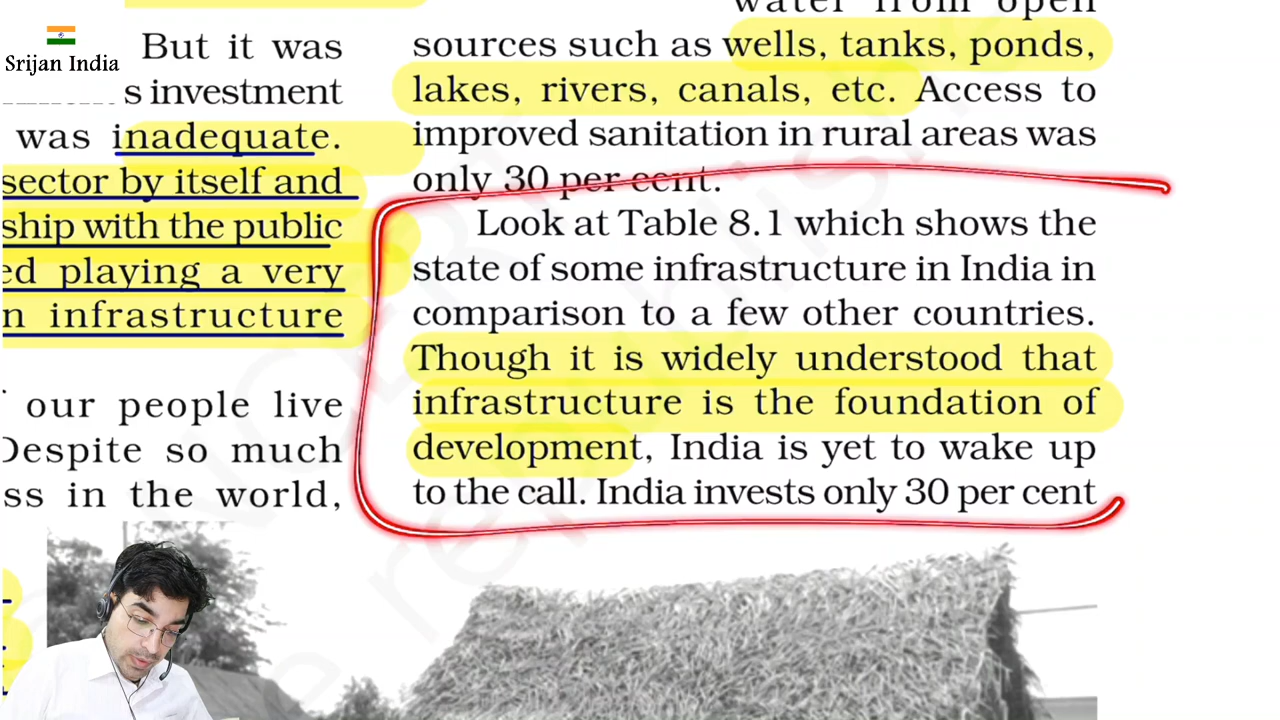 Srijan India
But it was
s investment
was inadequate.
sector by itself and
ship with the public
ed playing a very
n infrastructure
our people live
Despite so much
ss in the world,
water from open
sources such as wells, tanks, ponds,
lakes, rivers, canals, etc. Access to
improved sanitation in rural areas was
only 30 per cent.
Look at Table 8.1 which shows the
state of some infrastructure in India in
comparison to a few other countries.
Though it is widely understood that
infrastructure is the foundation of
development, India is yet to wake up
to the call. India invests only 30 per cent